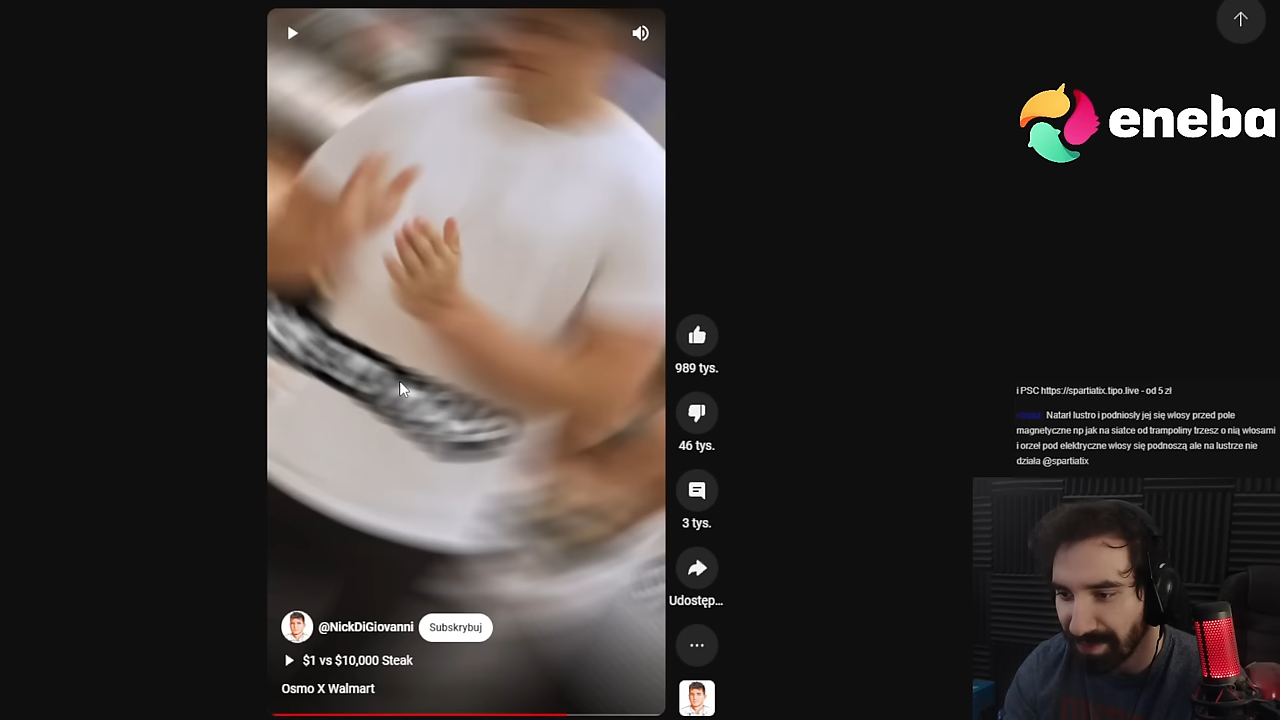 eneba
989 tys.
46 tys.
3 tys.
Udostęp...
@NickDiGiovanni
Subskrybuj
$1 vs $10,000 Steak
Osmo X Walmart
i PSC https://spartiatix.tipo.live - od 5 zł
Natarł lustro i podniosły jej się włosy przed pole
magnetyczne np jak na siatce od trampoliny trzesz o nią włosami
i orzeł pod elektryczne włosy się podnoszą ale na lustrze nie
działa @spartiatix